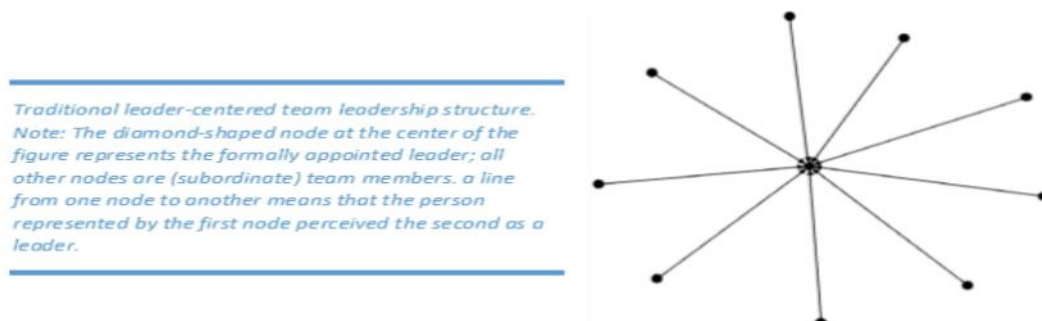 Traditional leader-centered team leadership structure.
Note: The diamond-shaped node at the center of the
figure represents the formally appointed leader; all
other nodes are (subordinate) team members. a line
from one node to another means that the person
represented by the first node perceived the second as a
leader.